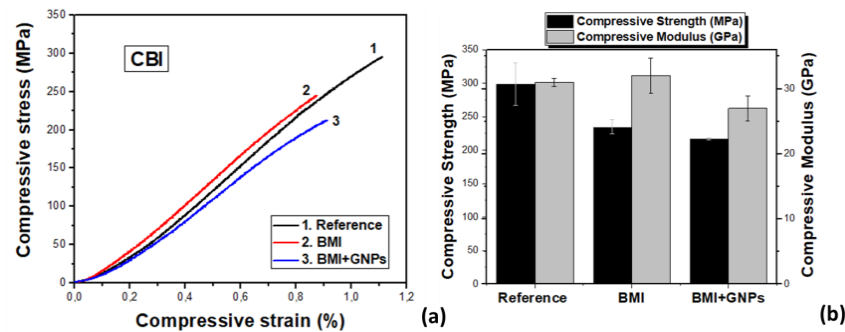 CBI
Compressive stress (MPa)
350
300
250
200
150
100
50
0
1
2
3
1. Reference
2. BMI
3. BMI+GNPs
0,0 0,2 0,4 0,6 0,8 1,0 1,2
Compressive strain (%)
(a)
Compressive Strength (MPa)
Compressive Modulus (GPa)
Compressive Strength (MPa)
350
300
250
200
150
100
50
0
30
20
10
0
Compressive Modulus (GPa)
Reference BMI BMI+GNPs
(b)